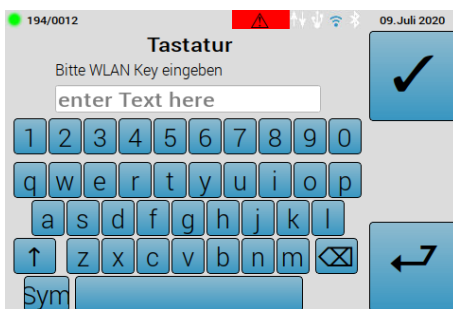 194/0012 09. Juli 2020
Tastatur
Bitte WLAN Key eingeben
enter Text here
1 2 3 4 5 6 7 8 9 0
q w e r t y u i o p
a s d f g h j k l
z x c v b n m
Sym